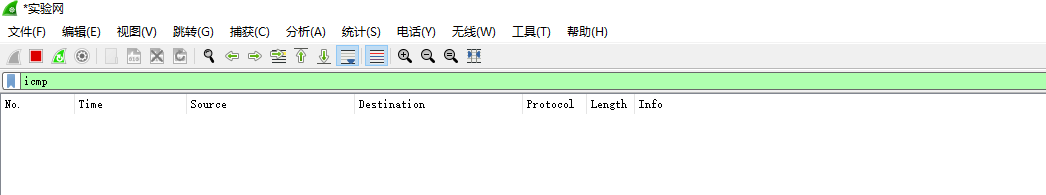 *实验网
文件(F) 编辑(E) 视图(V) 跳转(G) 捕获(C) 分析(A) 统计(S) 电话(Y) 无线(W) 工具(T) 帮助(H)
icmp
No. Time Source Destination Protocol Length Info